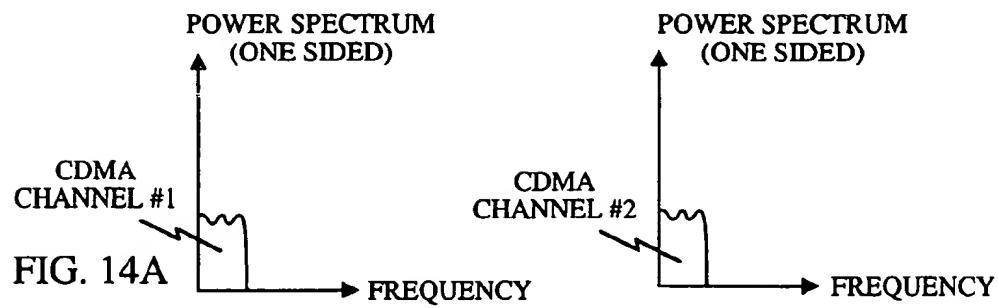 POWER SPECTRUM
(ONE SIDED)
CDMA
CHANNEL #1
FIG. 14A
FREQUENCY
POWER SPECTRUM
(ONE SIDED)
CDMA
CHANNEL #2
FREQUENCY